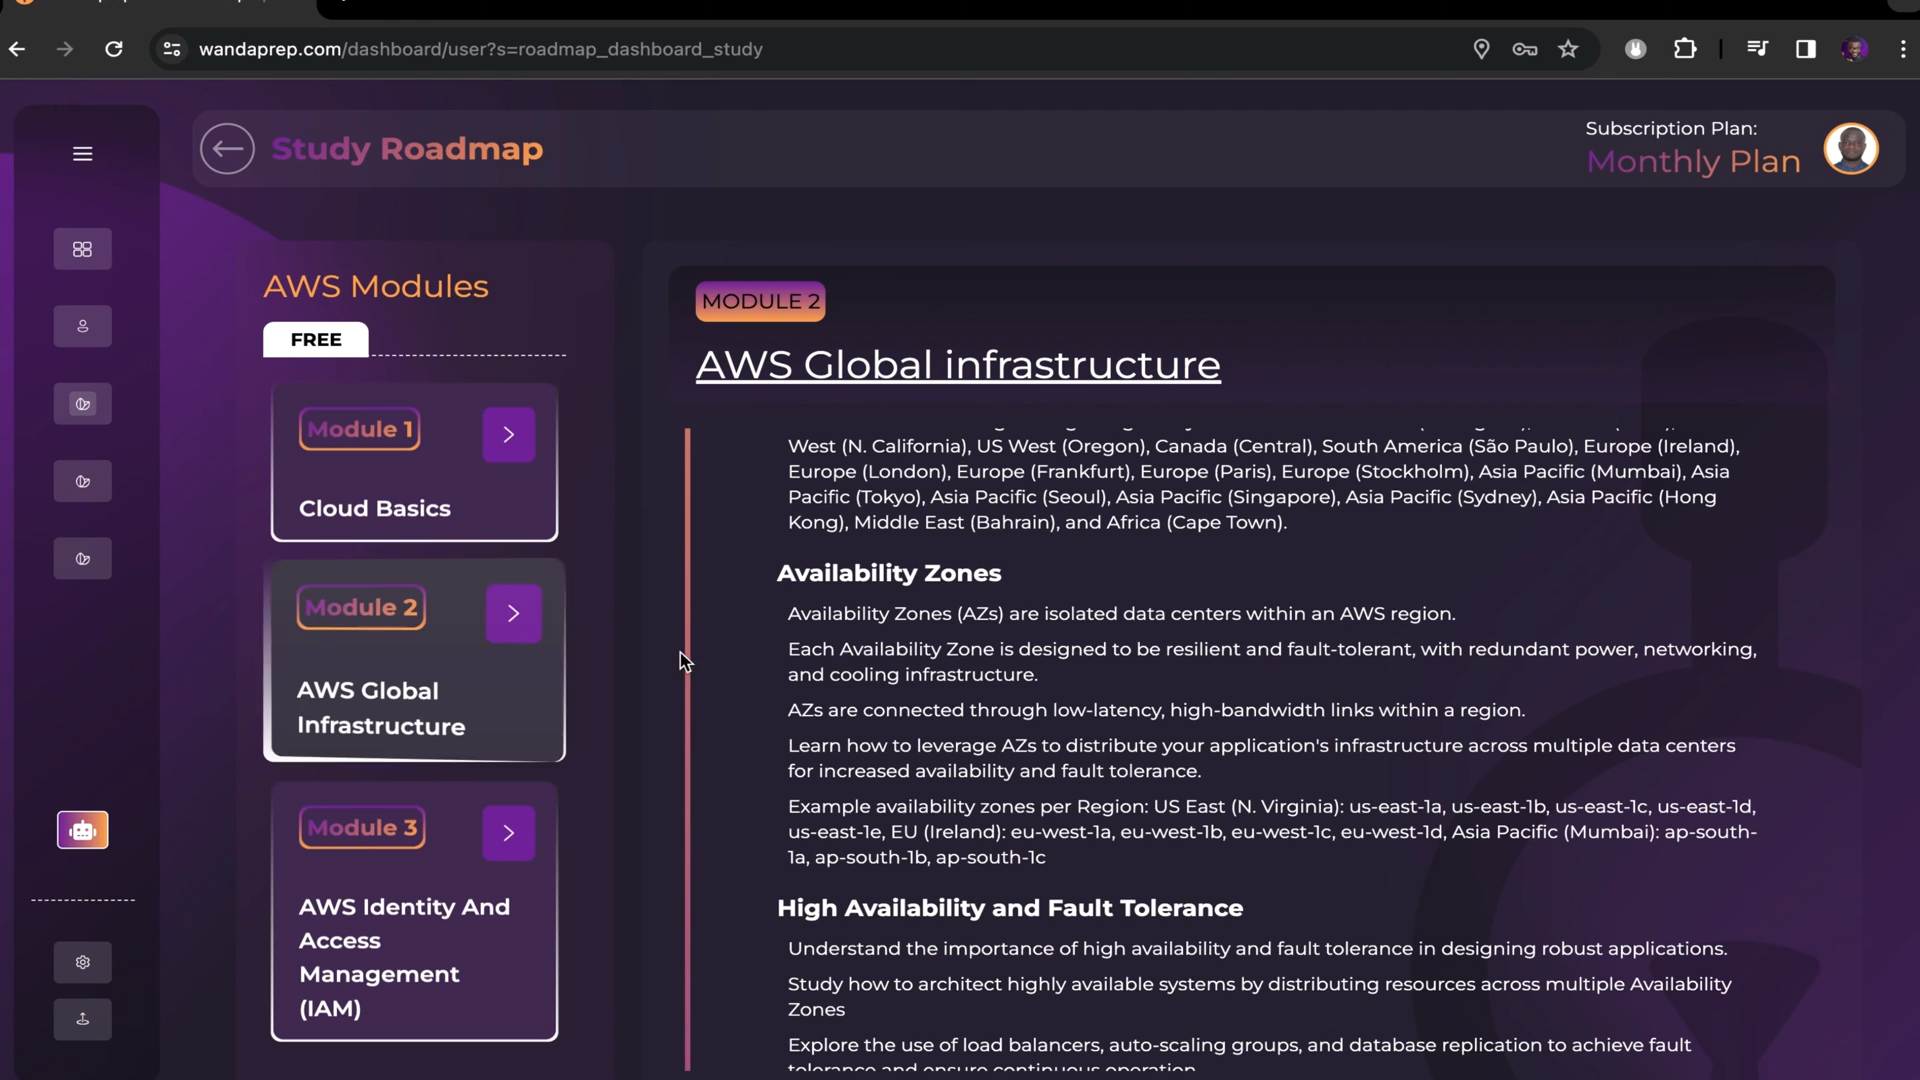 wandaprep.com/dashboard/user?s=roadmap_dashboard_study
Study Roadmap
Subscription Plan:
Monthly Plan
AWS Modules
FREE
Module 1
Cloud Basics
Module 2
AWS Global
Infrastructure
Module 3
AWS Identity And
Access
Management
(IAM)
MODULE 2
AWS Global infrastructure
West (N. California), US West (Oregon), Canada (Central), South America (São Paulo), Europe (Ireland),
Europe (London), Europe (Frankfurt), Europe (Paris), Europe (Stockholm), Asia Pacific (Mumbai), Asia
Pacific (Tokyo), Asia Pacific (Seoul), Asia Pacific (Singapore), Asia Pacific (Sydney), Asia Pacific (Hong
Kong), Middle East (Bahrain), and Africa (Cape Town).
Availability Zones
Availability Zones (AZs) are isolated data centers within an AWS region.
Each Availability Zone is designed to be resilient and fault-tolerant, with redundant power, networking,
and cooling infrastructure.
AZs are connected through low-latency, high-bandwidth links within a region.
Learn how to leverage AZs to distribute your application's infrastructure across multiple data centers
for increased availability and fault tolerance.
Example availability zones per Region: US East (N. Virginia): us-east-1a, us-east-1b, us-east-1c, us-east-1d,
us-east-1e, EU (Ireland): eu-west-1a, eu-west-1b, eu-west-1c, eu-west-1d, Asia Pacific (Mumbai): ap-south-
1a, ap-south-1b, ap-south-1c
High Availability and Fault Tolerance
Understand the importance of high availability and fault tolerance in designing robust applications.
Study how to architect highly available systems by distributing resources across multiple Availability
Zones
Explore the use of load balancers, auto-scaling groups, and database replication to achieve fault
tolerance and ensure continuous operation.